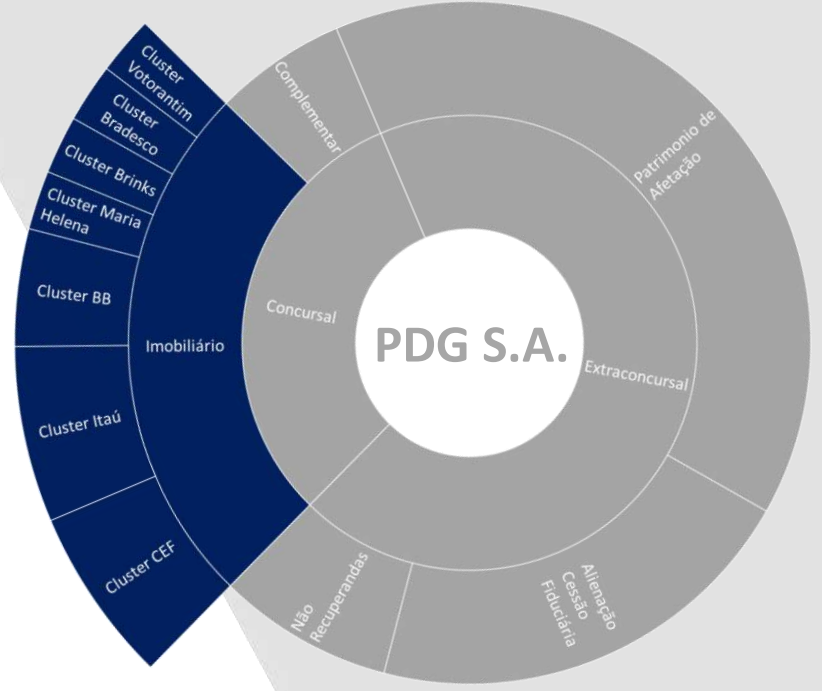 Cluster
Votorantim
Cluster
Bradesco
Cluster Brinks
Cluster Maria
Helena
Cluster BB
Cluster Itaú
Cluster CEF
Imobiliário
Complementar
Concursal
PDG S.A.
Patrimonio de
Afetação
Extraconcursal
Alienação
Cessão
Fiduciária
Não
Recuperandas